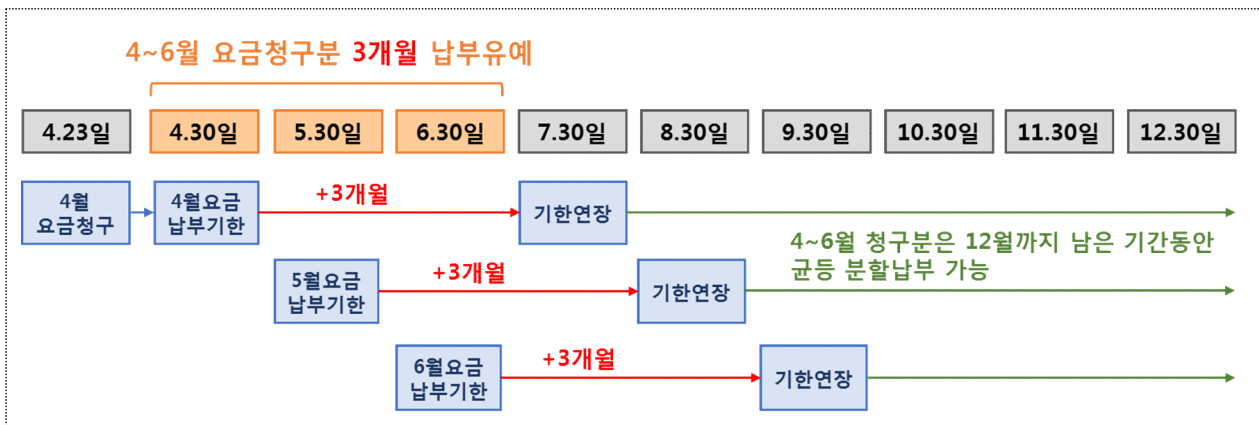 4~6월 요금청구분 3개월 납부유예
4.23일
4.30일
5.30일
6.30일
7.30일
8.30일
9.30일
10.30일
11.30일
12.30일
4월
요금청구
4월요금
납부기한
+3개월
기한연장
4~6월 청구분은 12월까지 남은 기간동안
균등 분할납부 가능
5월요금
납부기한
+3개월
기한연장
6월요금
납부기한
+3개월
기한연장